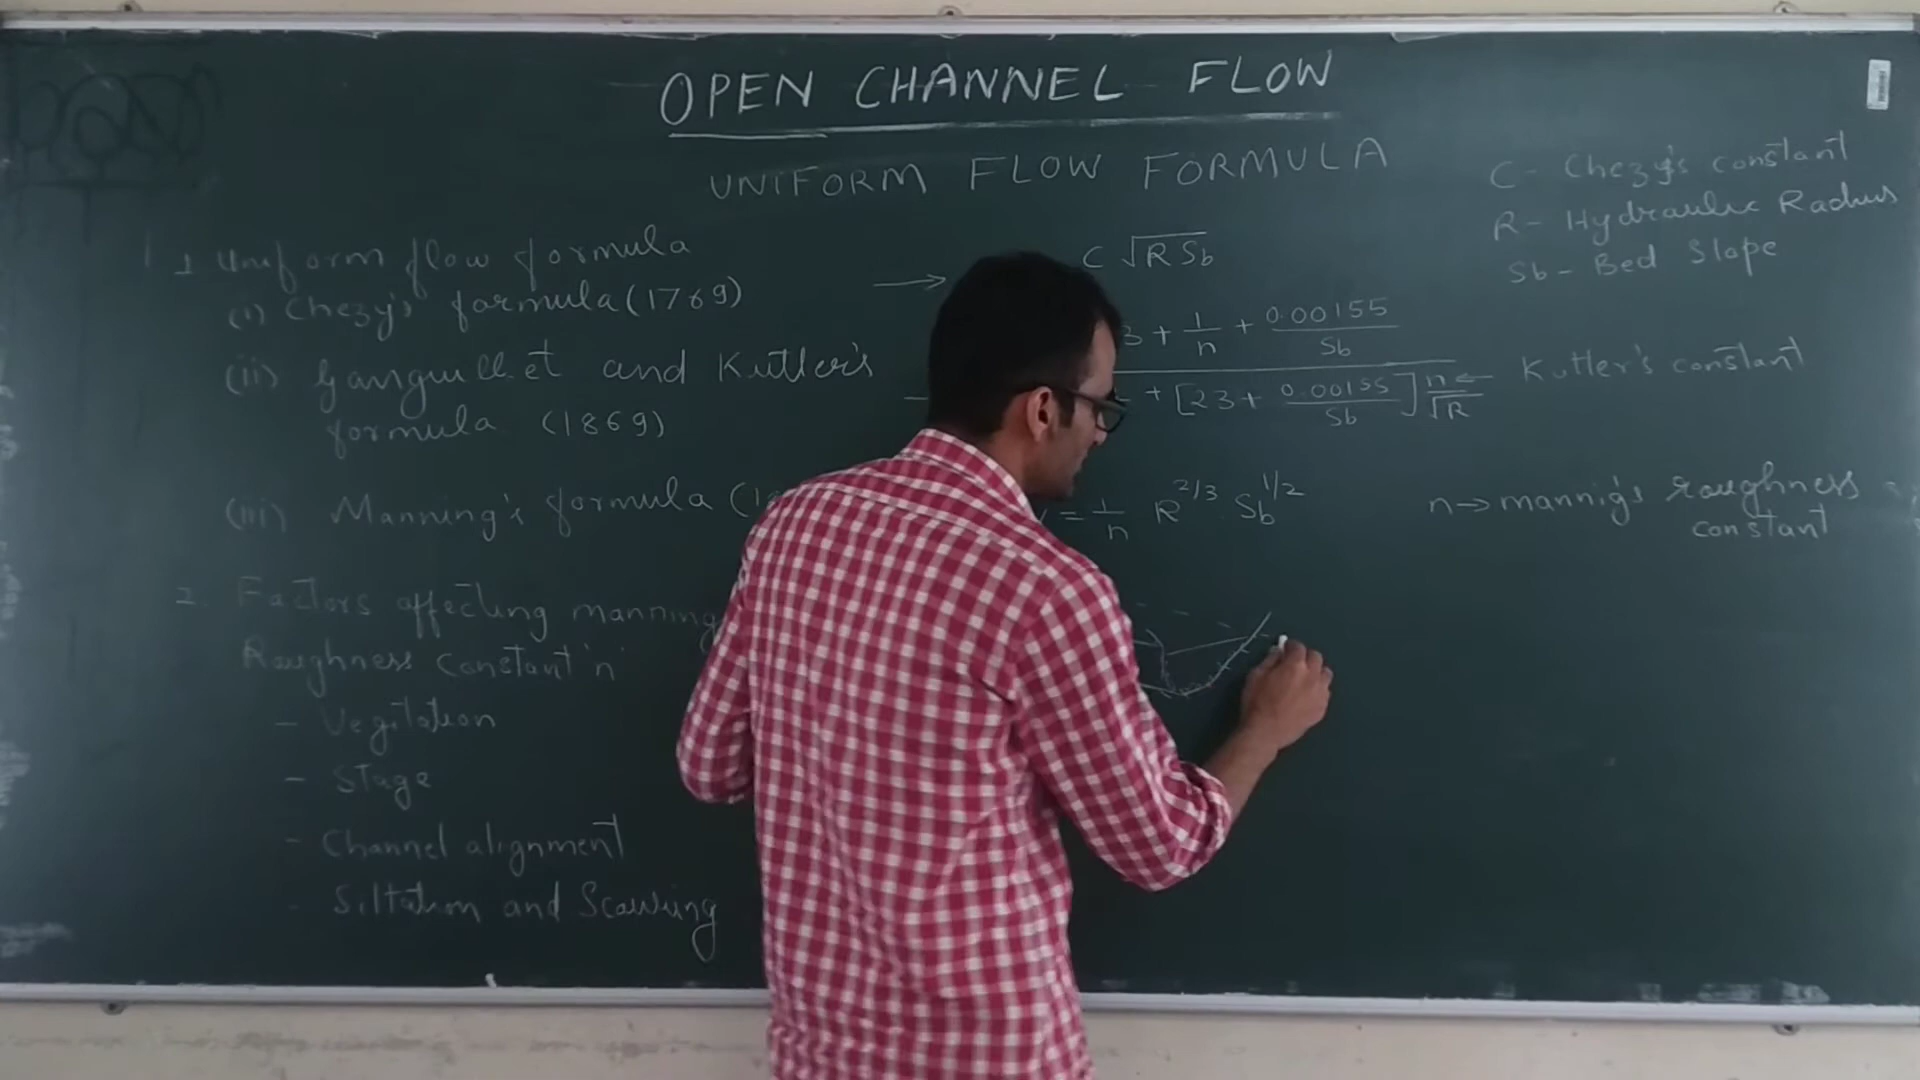 OPEN CHANNEL FLOW
UNIFORM FLOW FORMULA
1 Uniform flow formula
(i) Chezy's formula (1769)
→ C √R Sb
C - Chezy's constant
R - Hydraulic Radius
Sb - Bed Slope
(ii) Ganguillet and Kutter's
formula (1869)
3 + 1/n + 0.00155/Sb
+ [23 + 0.00155/Sb] n/√R ← Kutter's constant
(iii) Manning's formula (1
= 1/n R^2/3 Sb^1/2
n → mannig's roughness
constant
2. Factors affecting manning
Roughness Constant 'n'
- Vegitation
- Stage
- Channel alignment
- Siltation and Scouring